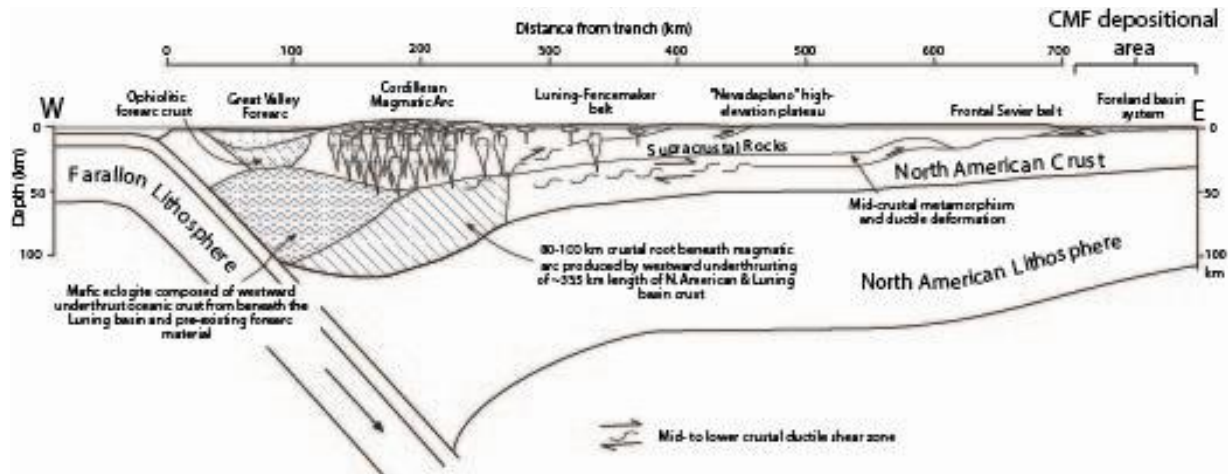 Distance from trench (km)
CMF depositional
area
0 100 200 300 400 500 600 700
Ophiolitic
forearc crust
Great Valley
Forearc
Cordilleran
Magmatic Arc
Luning-Fencemaker
belt
"Nevadaplano" high-
elevation plateau
Frontal Sevier belt
Foreland basin
system
W
E
0
50
100
Depth (km)
0
50
100
km
Farallon Lithosphere
Supracrustal Rocks
North American Crust
Mid-crustal metamorphism
and ductile deformation
North American Lithosphere
80-100 km crustal root beneath magmatic
arc produced by westward underthrusting
of ~355 km length of N. American & Luning
basin crust
Mafic eclogite composed of westward
underthrust oceanic crust from beneath the
Luning basin and pre-existing forearc
material
Mid- to lower crustal ductile shear zone